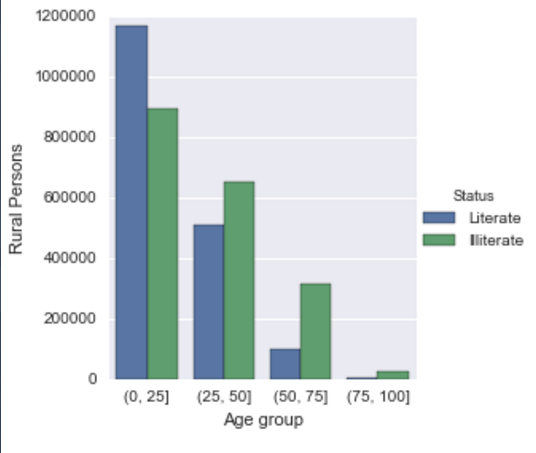 1200000
1000000
800000
600000
400000
200000
0
Rural Persons
(0, 25] (25, 50] (50, 75] (75, 100]
Age group
Status
Literate
Illiterate